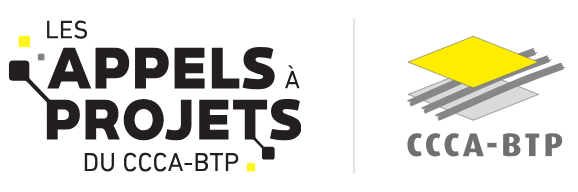 LES
APPELS À
PROJETS
DU CCCA-BTP
CCCA-BTP